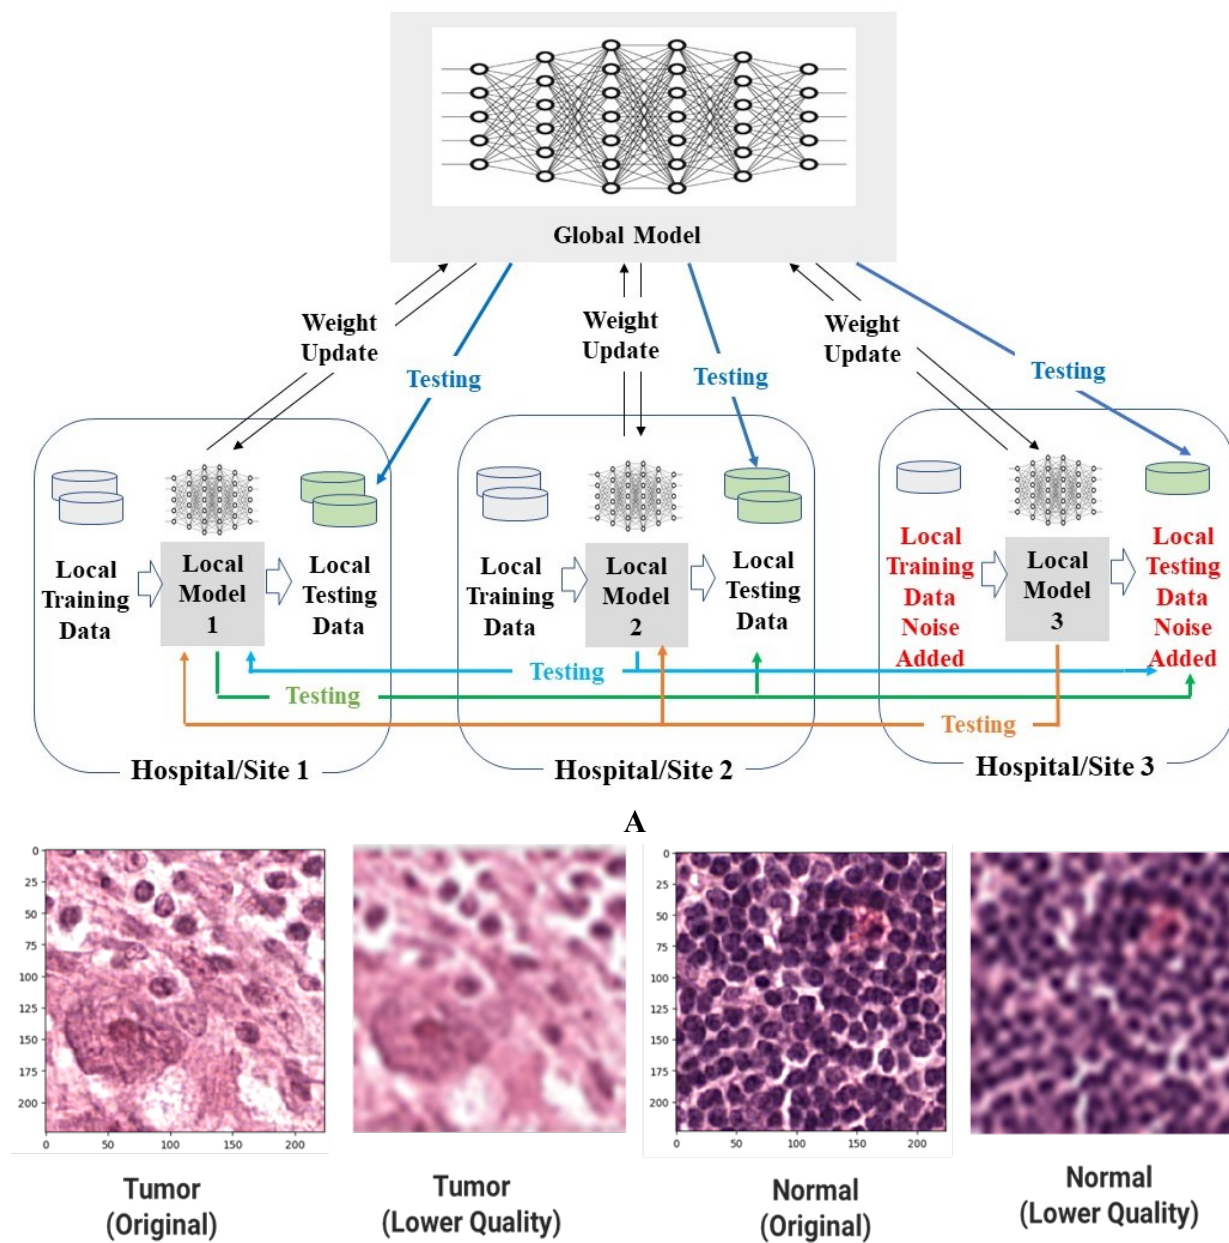 Global Model
Weight
Update
Testing
Weight
Update
Testing
Weight
Update
Testing
Local
Training
Data
Local
Model
1
Local
Testing
Data
Local
Training
Data
Local
Model
2
Local
Testing
Data
Local
Training
Data
Noise
Added
Local
Model
3
Local
Testing
Data
Noise
Added
Testing
Testing
Testing
Hospital/Site 1
Hospital/Site 2
Hospital/Site 3
A
0
25
50
75
100
125
150
175
200
0
50
100
150
200
0
25
50
75
100
125
150
175
200
0
50
100
150
200
Tumor
(Original)
Tumor
(Lower Quality)
Normal
(Original)
Normal
(Lower Quality)